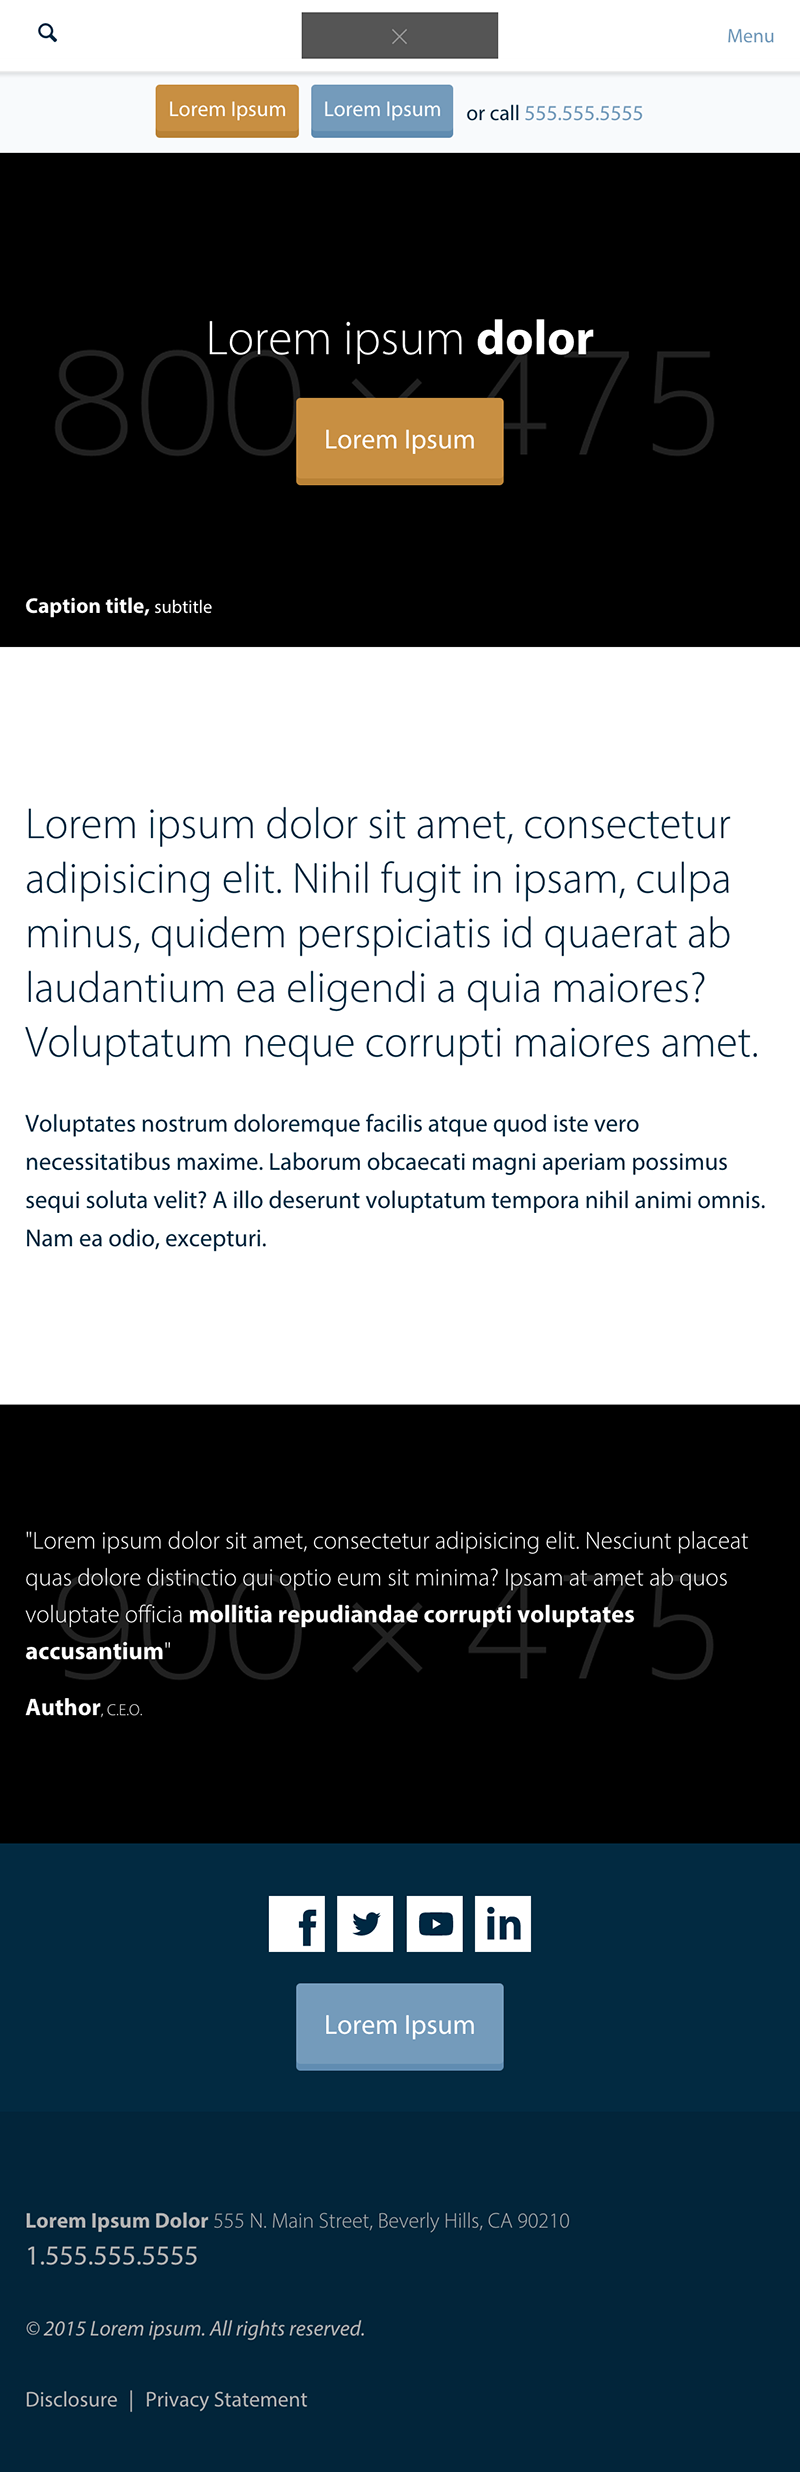 Menu
Lorem Ipsum Lorem Ipsum or call 555.555.5555
Lorem ipsum dolor
800 × 475
Lorem Ipsum
Caption title, subtitle
Lorem ipsum dolor sit amet, consectetur
adipisicing elit. Nihil fugit in ipsam, culpa
minus, quidem perspiciatis id quaerat ab
laudantium ea eligendi a quia maiores?
Voluptatum neque corrupti maiores amet.
Voluptates nostrum doloremque facilis atque quod iste vero
necessitatibus maxime. Laborum obcaecati magni aperiam possimus
sequi soluta velit? A illo deserunt voluptatum tempora nihil animi omnis.
Nam ea odio, excepturi.
"Lorem ipsum dolor sit amet, consectetur adipisicing elit. Nesciunt placeat
quas dolore distinctio qui optio eum sit minima? Ipsam at amet ab quos
voluptate officia mollitia repudiandae corrupti voluptates
accusantium"
900 × 475
Author, C.E.O.
f in
Lorem Ipsum
Lorem Ipsum Dolor 555 N. Main Street, Beverly Hills, CA 90210
1.555.555.5555
© 2015 Lorem ipsum. All rights reserved.
Disclosure | Privacy Statement